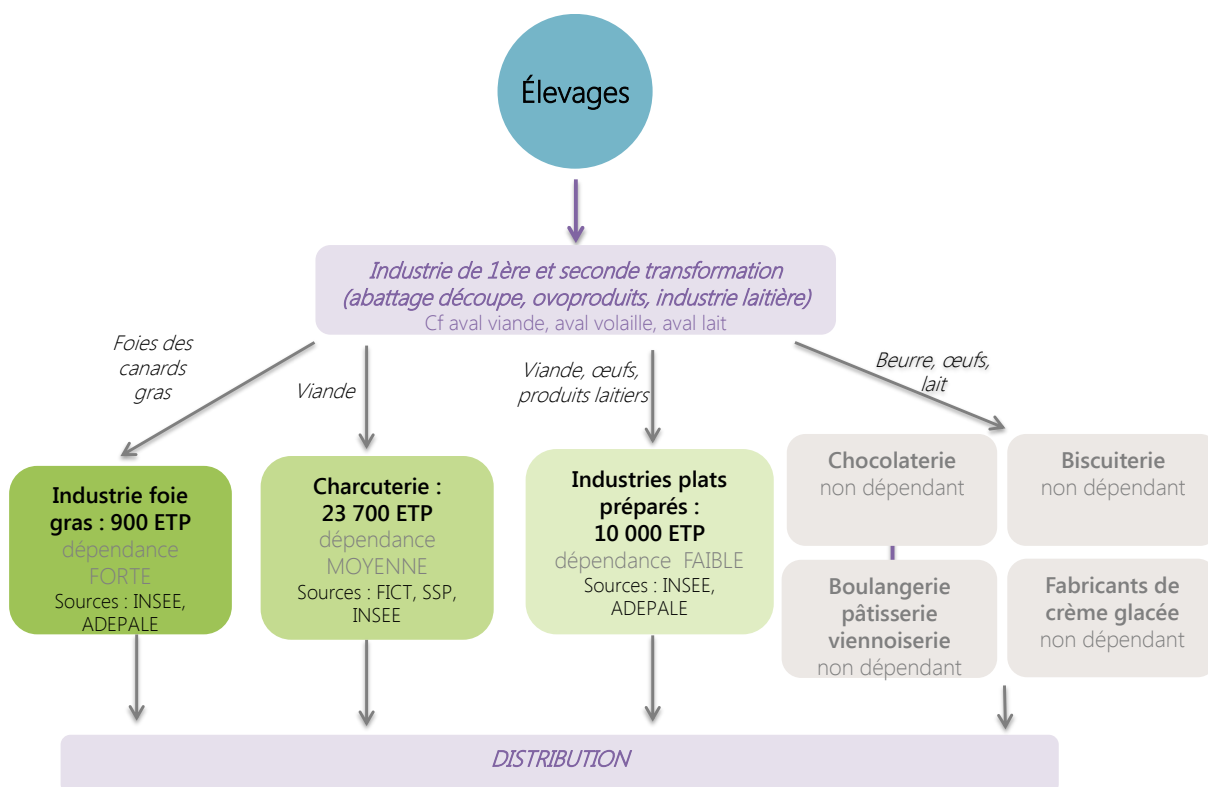 Élevages
Industrie de 1ère et seconde transformation
(abattage découpe, ovoproduits, industrie laitière)
Cf aval viande, aval volaille, aval lait
Foies des
canards
gras
Viande
Viande, œufs,
produits laitiers
Beurre, œufs,
lait
Industrie foie
gras : 900 ETP
dépendance
FORTE
Sources : INSEE,
ADEPALE
Charcuterie :
23 700 ETP
dépendance
MOYENNE
Sources : FICT, SSP,
INSEE
Industries plats
préparés :
10 000 ETP
dépendance FAIBLE
Sources : INSEE,
ADEPALE
Chocolaterie
non dépendant
Biscuiterie
non dépendant
Boulangerie
pâtisserie
viennoiserie
non dépendant
Fabricants de
crème glacée
non dépendant
DISTRIBUTION